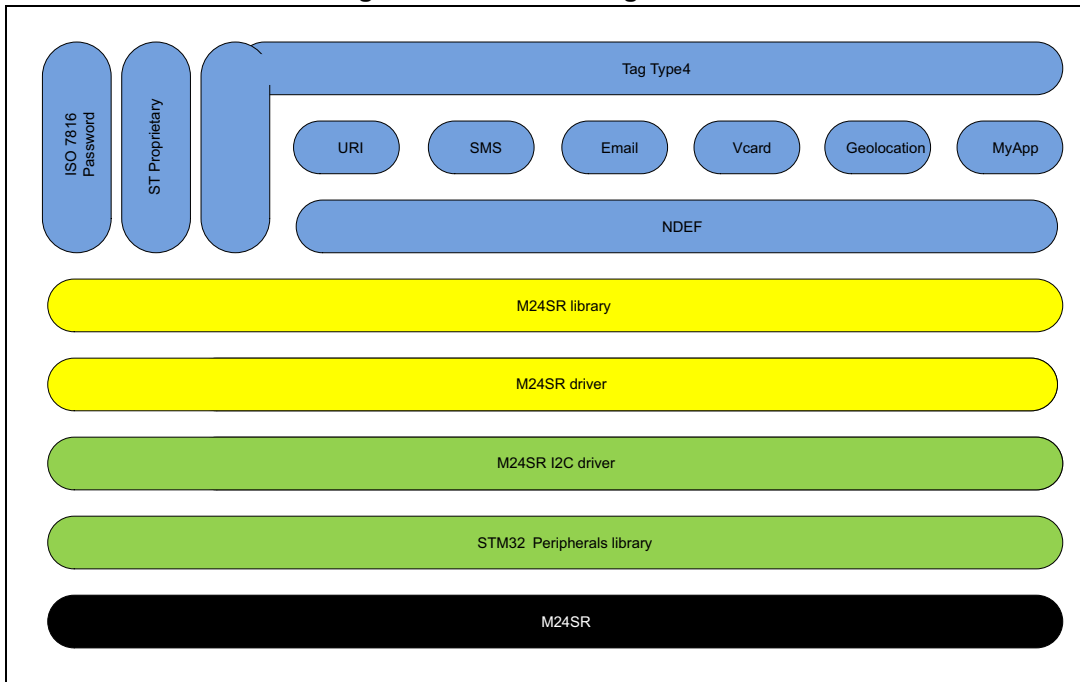 Tag Type4
ISO 7816
Password
ST Proprietary
URI
SMS
Email
Vcard
Geolocation
MyApp
NDEF
M24SR library
M24SR driver
M24SR I2C driver
STM32 Peripherals library
M24SR